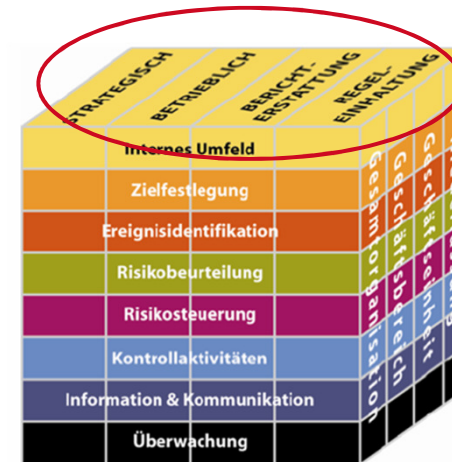 STRATEGISCH
BETRIEBLICH
BERICHT-
ERSTATTUNG
REGEL-
EINHALTUNG
Internes Umfeld
Zielfestlegung
Ereignisidentifikation
Risikobeurteilung
Risikosteuerung
Kontrollaktivitäten
Information & Kommunikation
Überwachung
Gesamtorganisation
Geschäftsbereich
Geschäftseinheit